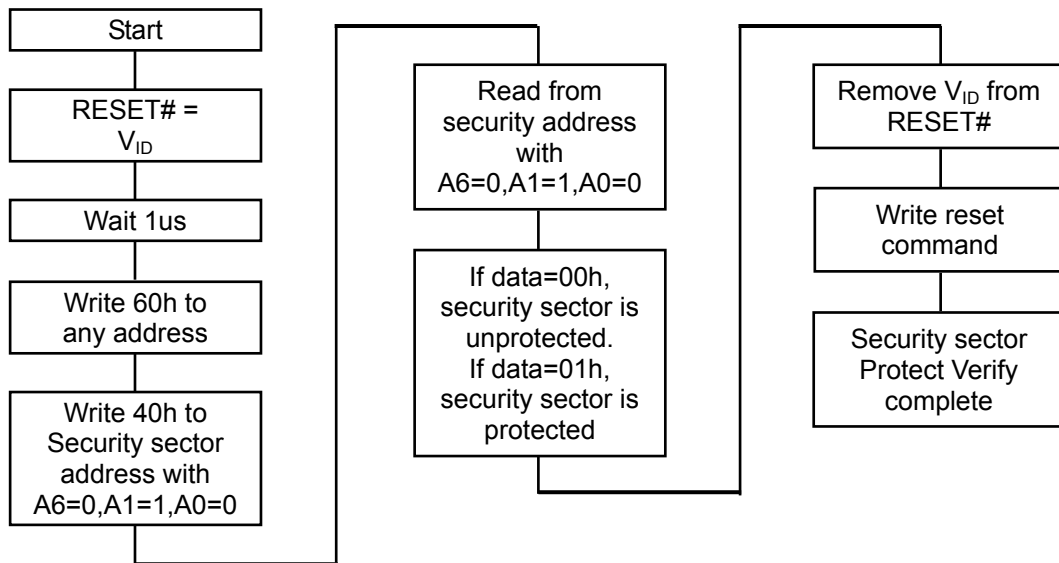 Start
RESET# =
V_ID
Wait 1us
Write 60h to
any address
Write 40h to
Security sector
address with
A6=0,A1=1,A0=0
Read from
security address
with
A6=0,A1=1,A0=0
If data=00h,
security sector is
unprotected.
If data=01h,
security sector is
protected
Remove V_ID from
RESET#
Write reset
command
Security sector
Protect Verify
complete